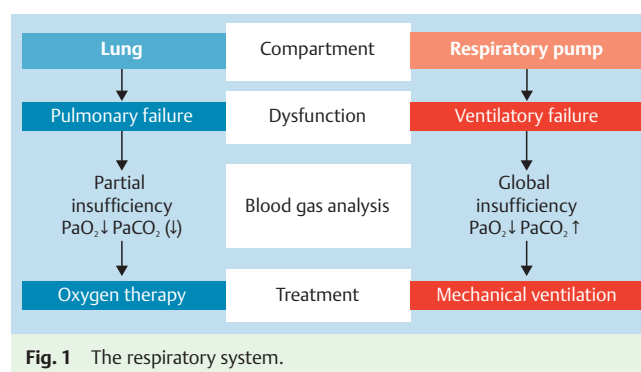 Lung Compartment Respiratory pump
Pulmonary failure Dysfunction Ventilatory failure
Partial
insufficiency
PaO₂↓ PaCO₂ (↓)
Blood gas analysis
Global
insufficiency
PaO₂↓ PaCO₂ ↑
Oxygen therapy Treatment Mechanical ventilation
Fig. 1 The respiratory system.